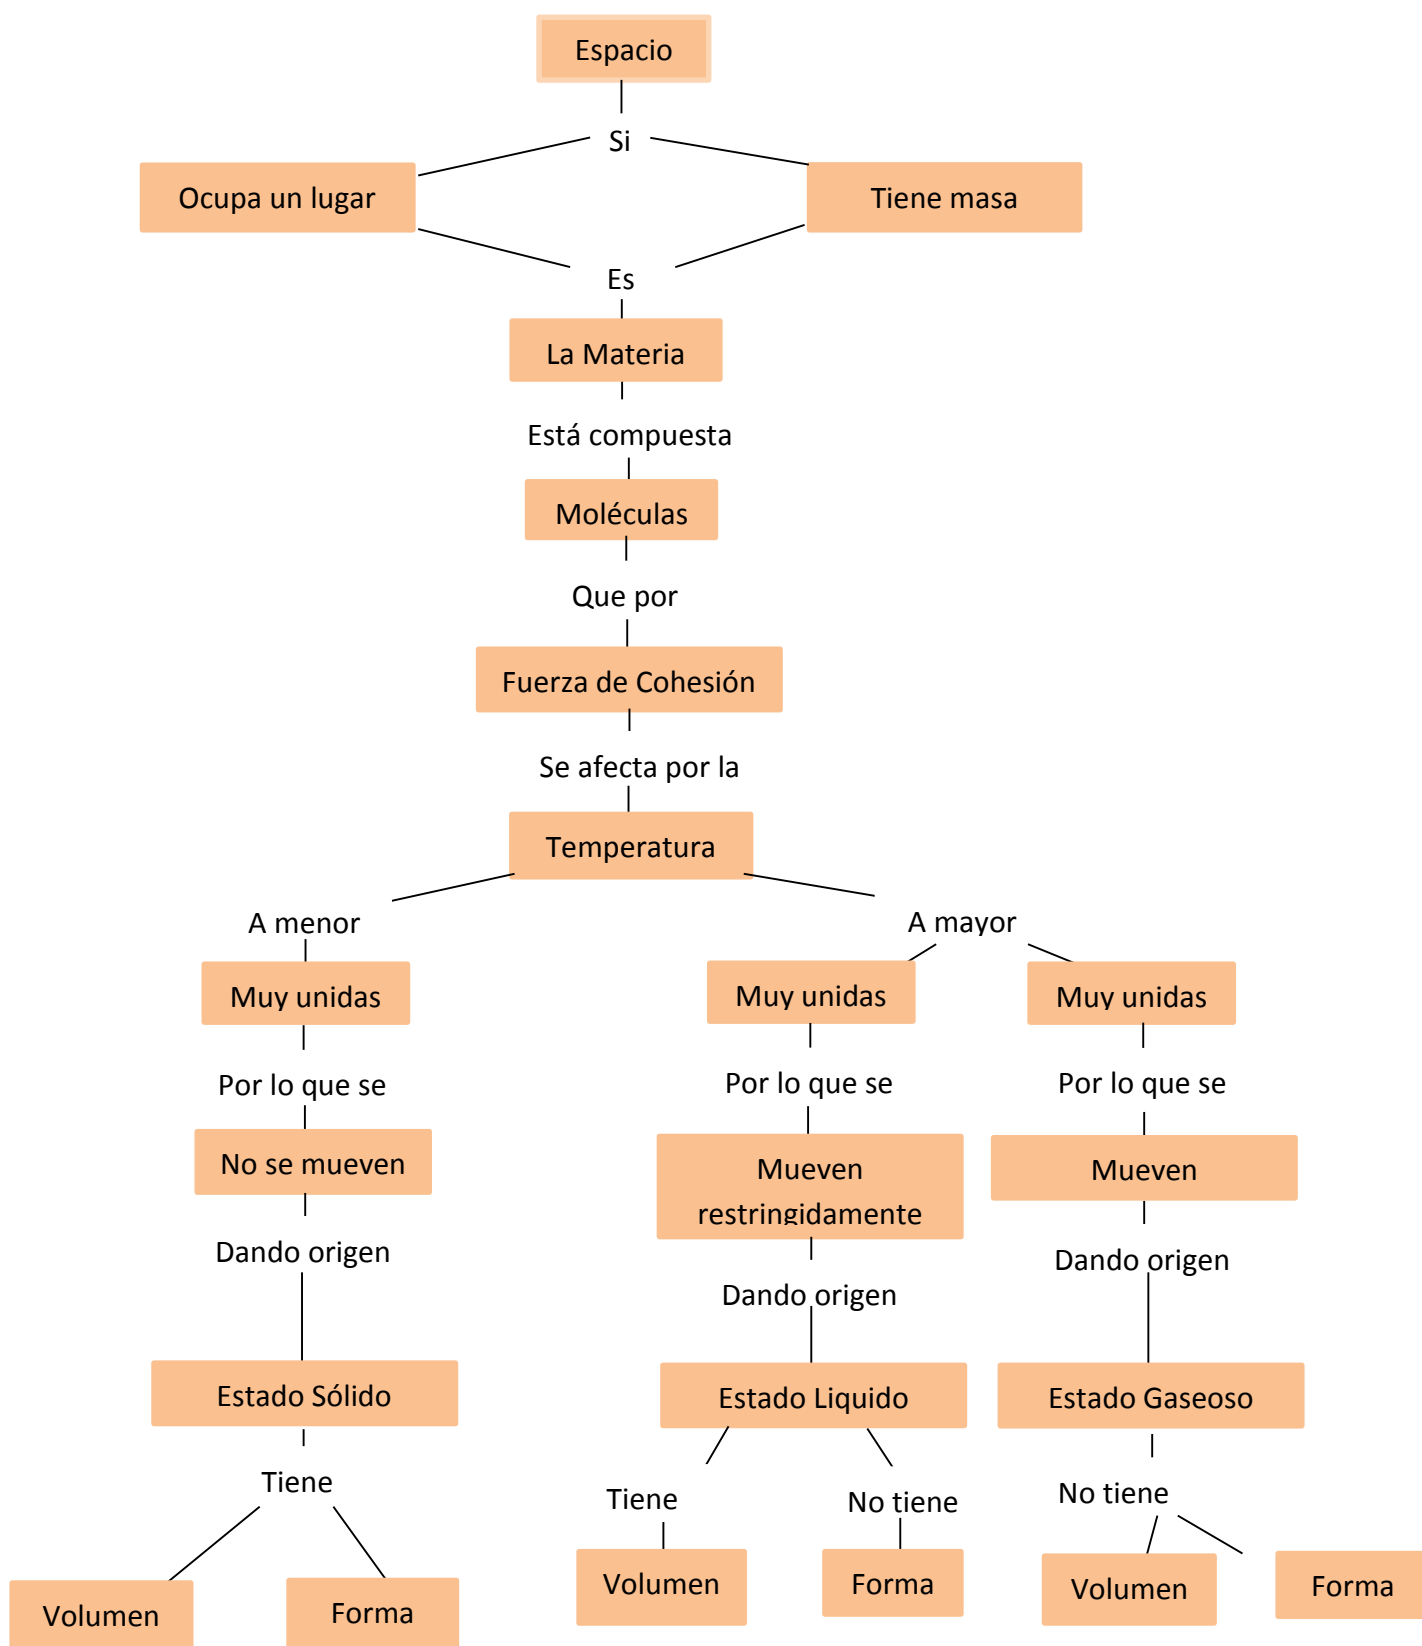 Espacio
Si
Ocupa un lugar
Tiene masa
Es
La Materia
Está compuesta
Moléculas
Que por
Fuerza de Cohesión
Se afecta por la
Temperatura
A menor
A mayor
Muy unidas
Muy unidas
Muy unidas
Por lo que se
Por lo que se
Por lo que se
No se mueven
Mueven
restringidamente
Mueven
Dando origen
Dando origen
Dando origen
Estado Sólido
Estado Liquido
Estado Gaseoso
Tiene
Tiene
No tiene
No tiene
Volumen
Forma
Volumen
Forma
Volumen
Forma